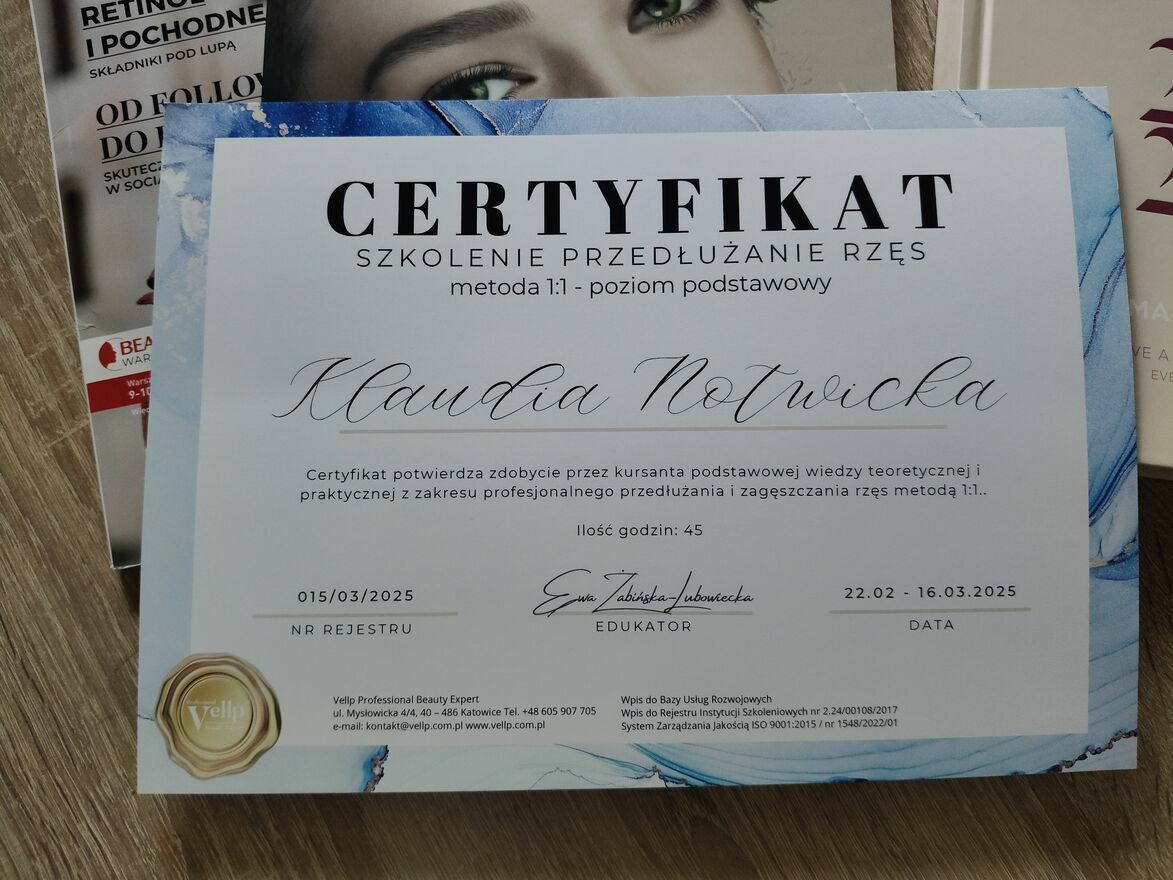 RETINOL
I POCHODNE
SKŁADNIKI POD LUPĄ
OD
DO
W
BEA
WAR
9-10
CERTYFIKAT
SZKOLENIE PRZEDŁUŻANIE RZĘS
metoda 1:1 - poziom podstawowy
Klaudia Notwicka
Certyfikat potwierdza zdobycie przez kursanta podstawowej wiedzy teoretycznej i
praktycznej z zakresu profesjonalnego przedłużania i zagęszczania rzęs metodą 1:1..
Ilość godzin: 45
015/03/2025
NR REJESTRU
Ewa Żabińska-Lubowiecka
EDUKATOR
22.02 - 16.03.2025
DATA
Vellp
Vellp Professional Beauty Expert
ul. Mysłowicka 4/4, 40 – 486 Katowice Tel. +48 605 907 705
e-mail: kontakt@vellp.com.pl www.vellp.com.pl
Wpis do Bazy Usług Rozwojowych
Wpis do Rejestru Instytucji Szkoleniowych nr 2.24/00108/2017
System Zarządzania Jakością ISO 9001:2015 / nr 1548/2022/01